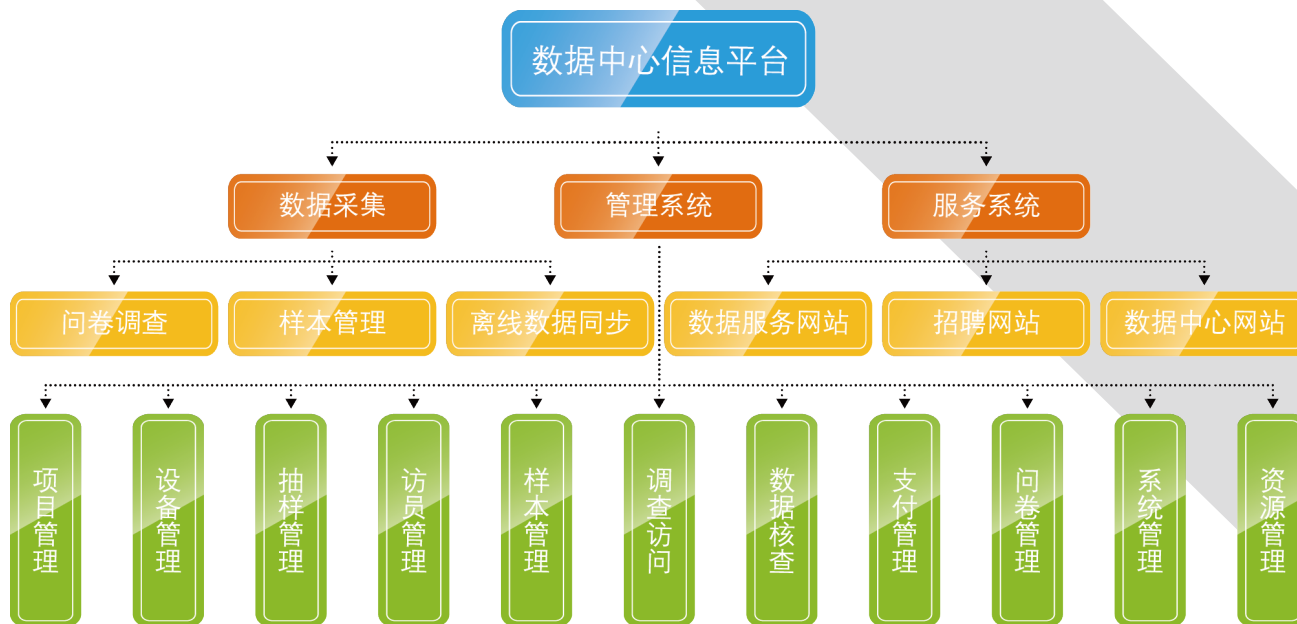 数据中心信息平台
数据采集
管理系统
服务系统
问卷调查
样本管理
离线数据同步
数据服务网站
招聘网站
数据中心网站
项目管理
设备管理
抽样管理
访员管理
样本管理
调查访问
数据核查
支付管理
问卷管理
系统管理
资源管理